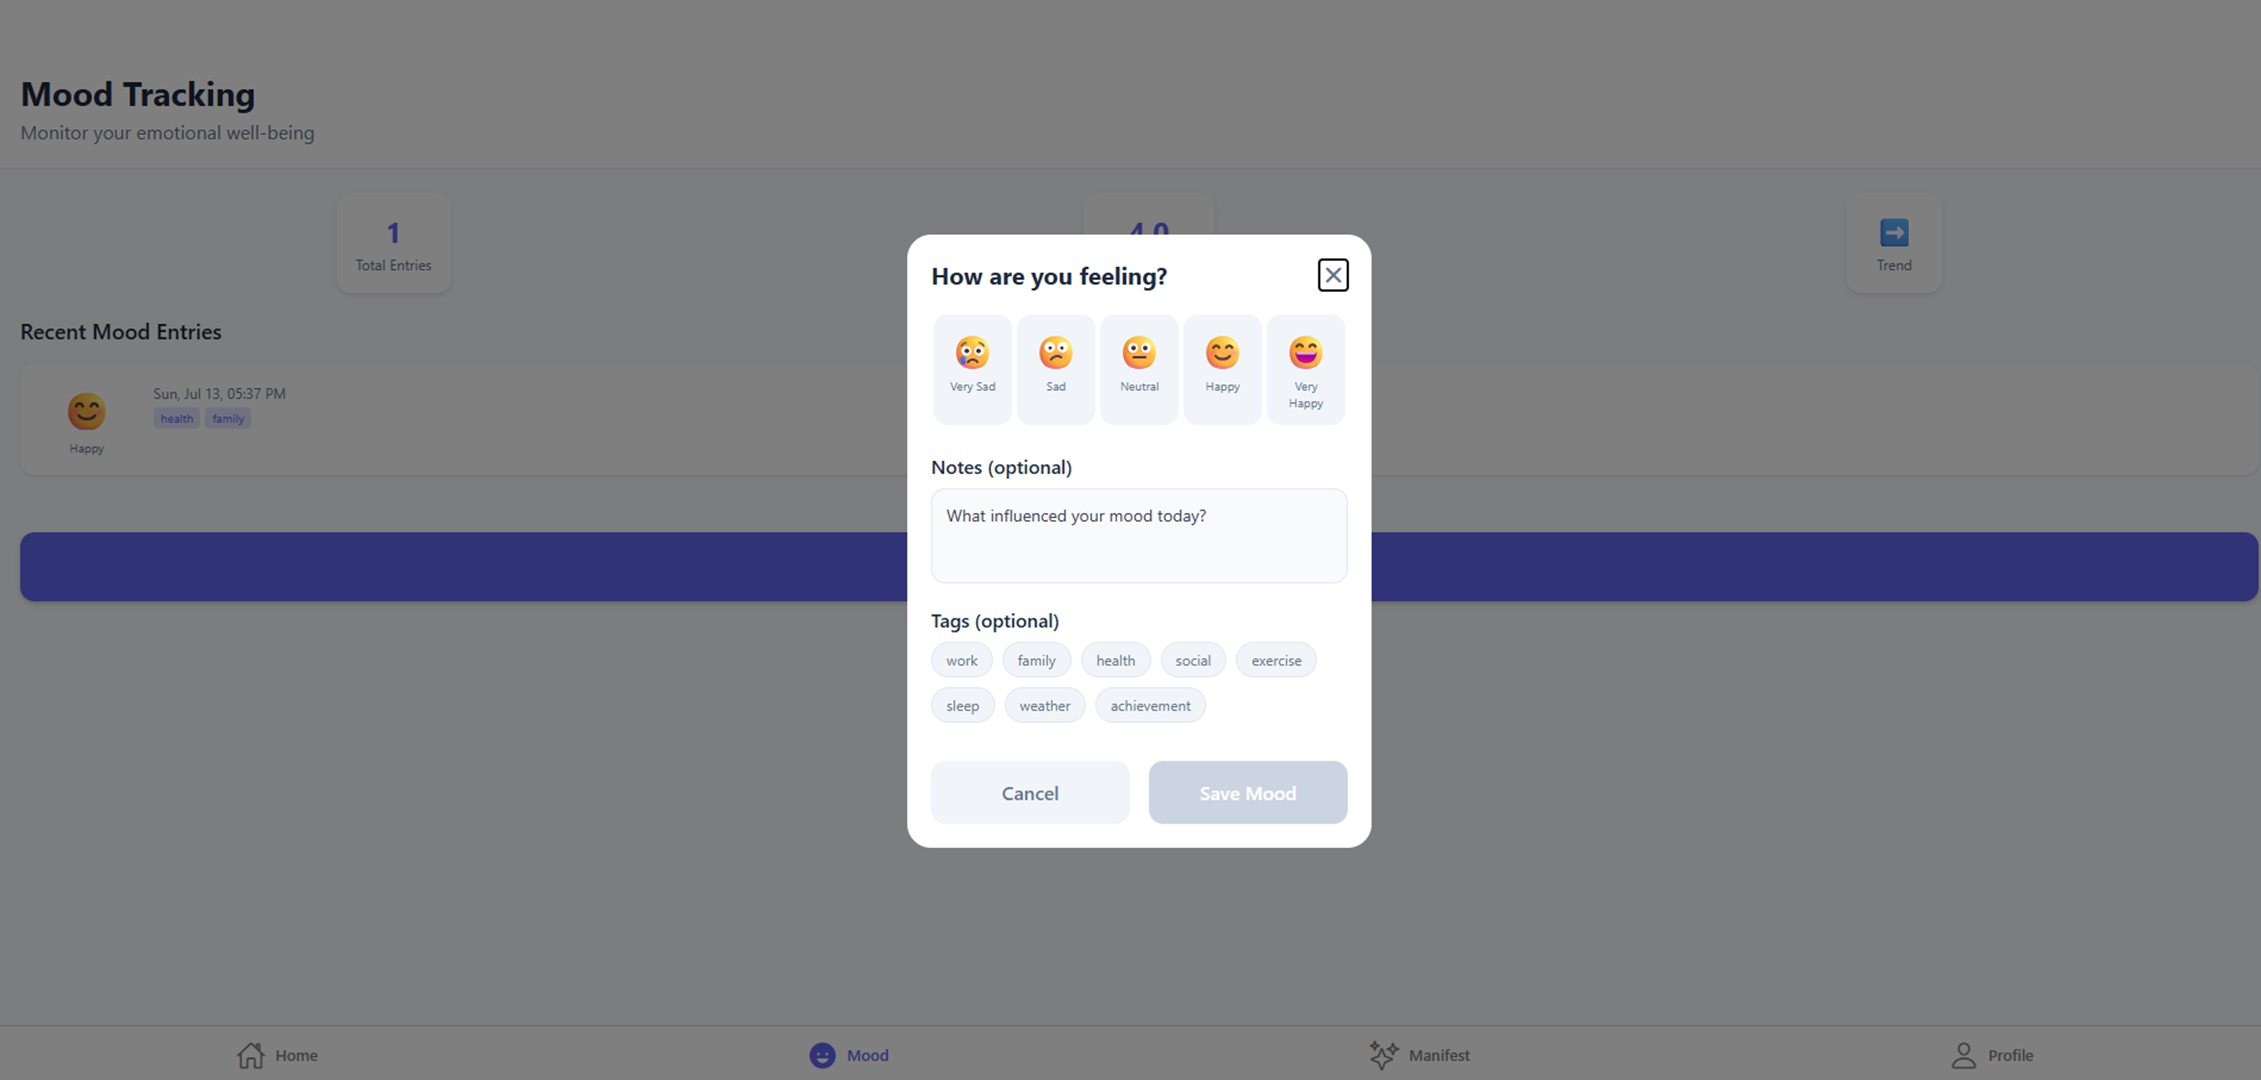 Mood Tracking
Monitor your emotional well-being
1
Total Entries
4.0
Trend
Recent Mood Entries
Sun, Jul 13, 05:37 PM
health family
Happy
How are you feeling?
Very Sad
Sad
Neutral
Happy
Very
Happy
Notes (optional)
What influenced your mood today?
Tags (optional)
work family health social exercise
sleep weather achievement
Cancel Save Mood
Home Mood Manifest Profile